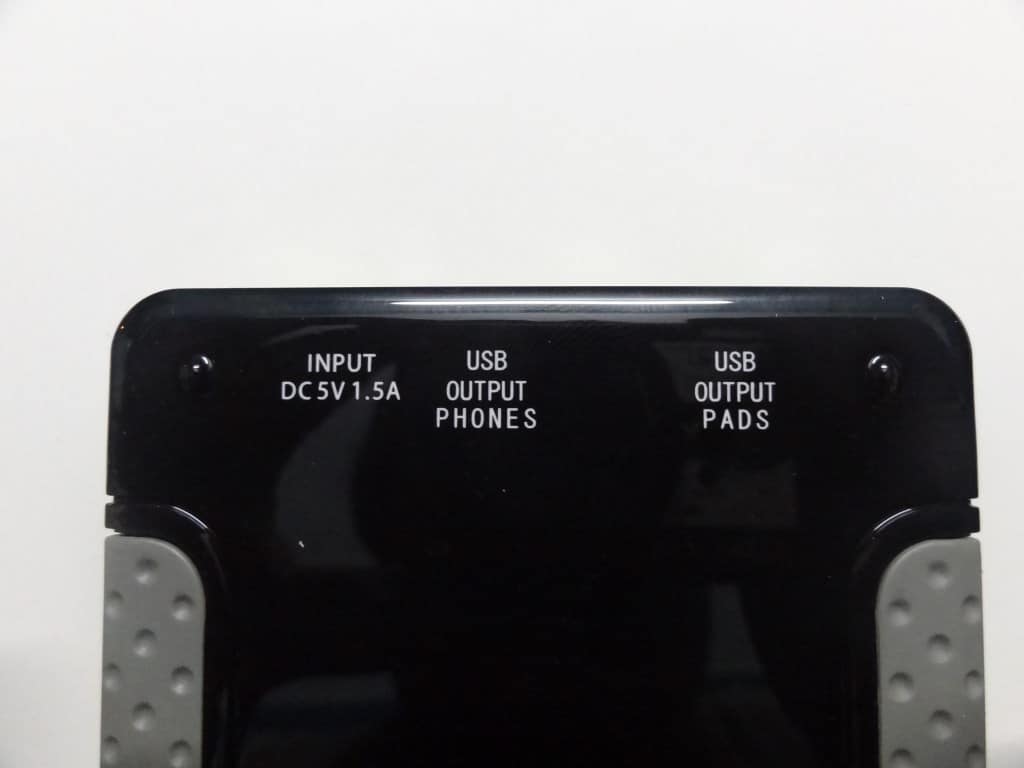 INPUT
DC5V 1.5A
USB
OUTPUT
PHONES
USB
OUTPUT
PADS